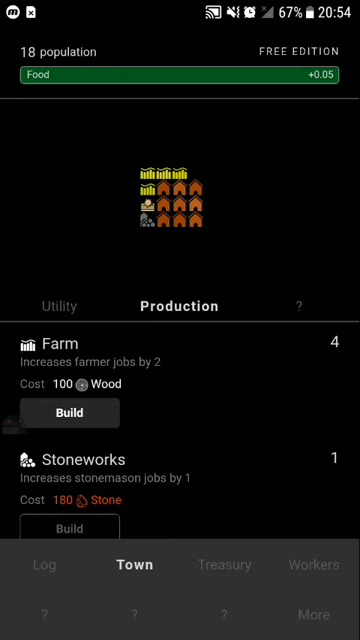 67% 20:54
18 population FREE EDITION
Food +0.05
Utility Production ?
Farm 4
Increases farmer jobs by 2
Cost 100 Wood
Build
Stoneworks 1
Increases stonemason jobs by 1
Cost 180 Stone
Build
Log Town Treasury Workers
? ? ? More